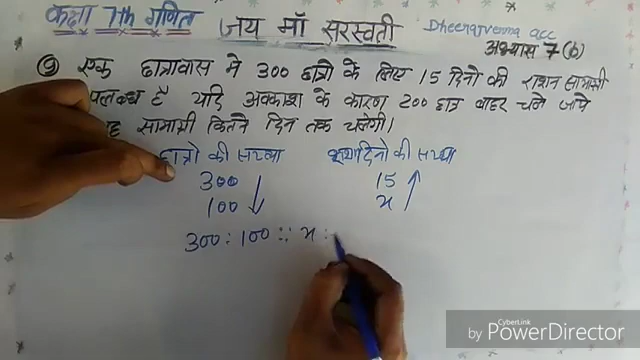 कक्षा 7th गणित
जय माँ सरस्वती
Dheerajverma acc
अभ्यास 7 (b)
⑨ एक छात्रावास मे 300 छात्रो के लिए 15 दिनो की राशन सामग्री
पलब्ध है यदि अवकाश के कारण 200 छात्र बाहर चले जाये
सामग्री कितने दिन तक चलेगी।
छात्रो की संख्या दिनो की संख्या
300 ↓ 15 ↑
100 x
300 : 100 :: x :
CyberLink
by PowerDirector